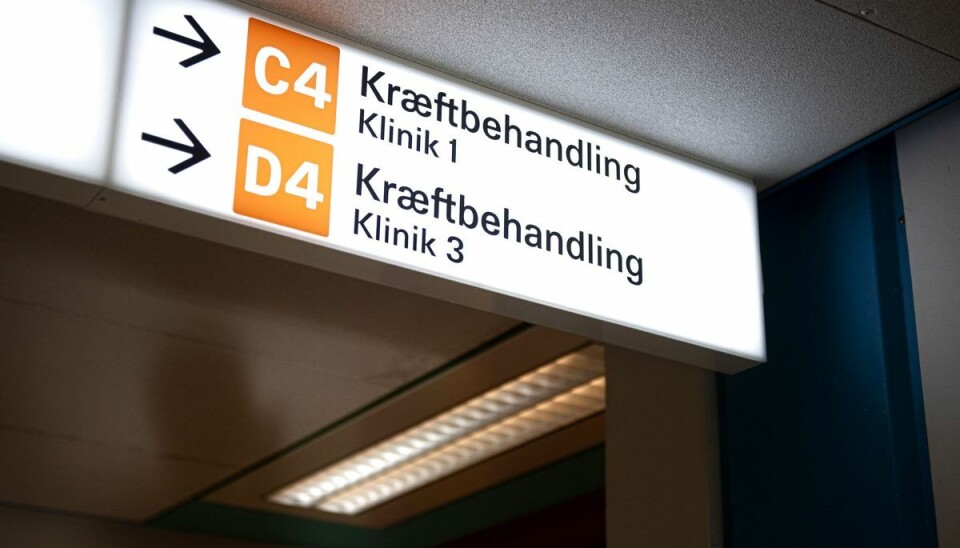 → C4 Kræftbehandling
Klinik 1
→ D4 Kræftbehandling
Klinik 3